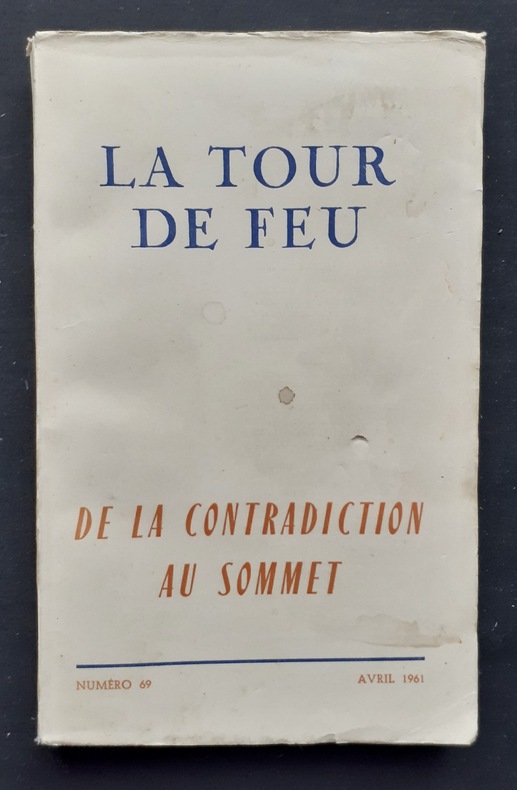 LA TOUR
DE FEU
DE LA CONTRADICTION
AU SOMMET
NUMÉRO 69
AVRIL 1961